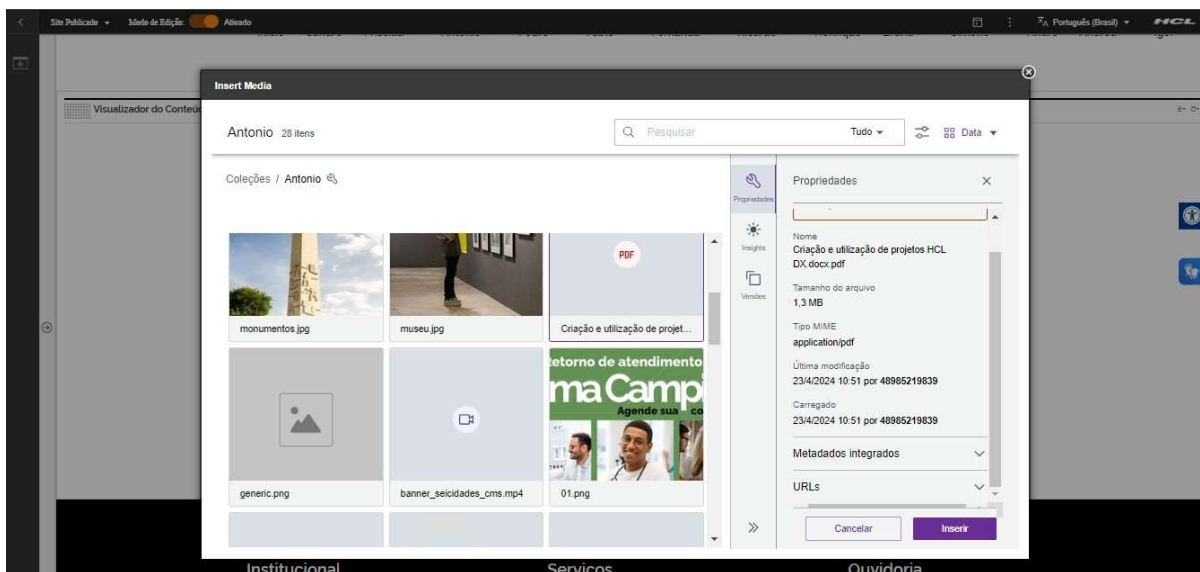 Site Publicado
Modo de Edição:
Ativado
Português (Brasil)
HCL
Visualizador do Conteú
Insert Media
Antonio 28 itens
Pesquisar
Tudo
Data
Coleções / Antonio
Propriedades
Insights
Versões
Propriedades
PDF
monumentos.jpg
museu.jpg
Criação e utilização de projet...
etorno de atendimento
ma Campi
Agende sua co
generic.png
banner_seicidades_cms.mp4
01.png
Nome
Criação e utilização de projetos HCL
DX.docx.pdf
Tamanho do arquivo
1,3 MB
Tipo MIME
application/pdf
Última modificação
23/4/2024 10:51 por 48985219839
Carregado
23/4/2024 10:51 por 48985219839
Metadados integrados
URLs
Cancelar
Inserir
Institucional
Serviços
Ouvidoria